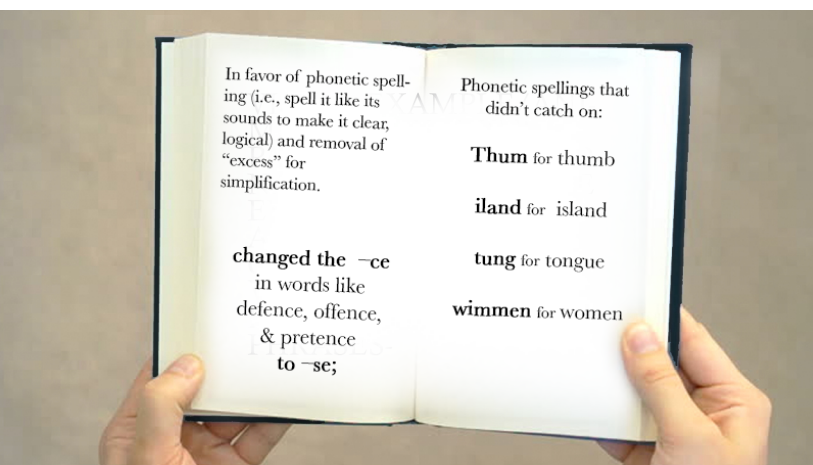 In favor of phonetic spell-
ing (i.e., spell it like its
sounds to make it clear,
logical) and removal of
“excess” for
simplification.
changed the –ce
in words like
defence, offence,
& pretence
to –se;
Phonetic spellings that
didn't catch on:
Thum for thumb
iland for island
tung for tongue
wimmen for women